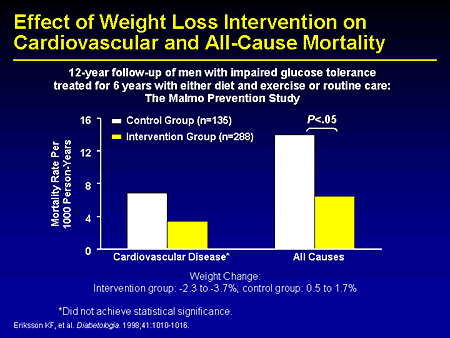 Effect of Weight Loss Intervention on
Cardiovascular and All-Cause Mortality
12-year follow-up of men with impaired glucose tolerance
treated for 6 years with either diet and exercise or routine care:
The Malmo Prevention Study
Mortality Rate Per
1000 Person-Years
16
12
8
4
0
Control Group (n=135)
Intervention Group (n=288)
P<.05
Cardiovascular Disease*
All Causes
Weight Change:
Intervention group: -2.3 to -3.7%; control group: 0.5 to 1.7%
*Did not achieve statistical significance.
Eriksson KF, et al. Diabetologia. 1998;41:1010-1016.